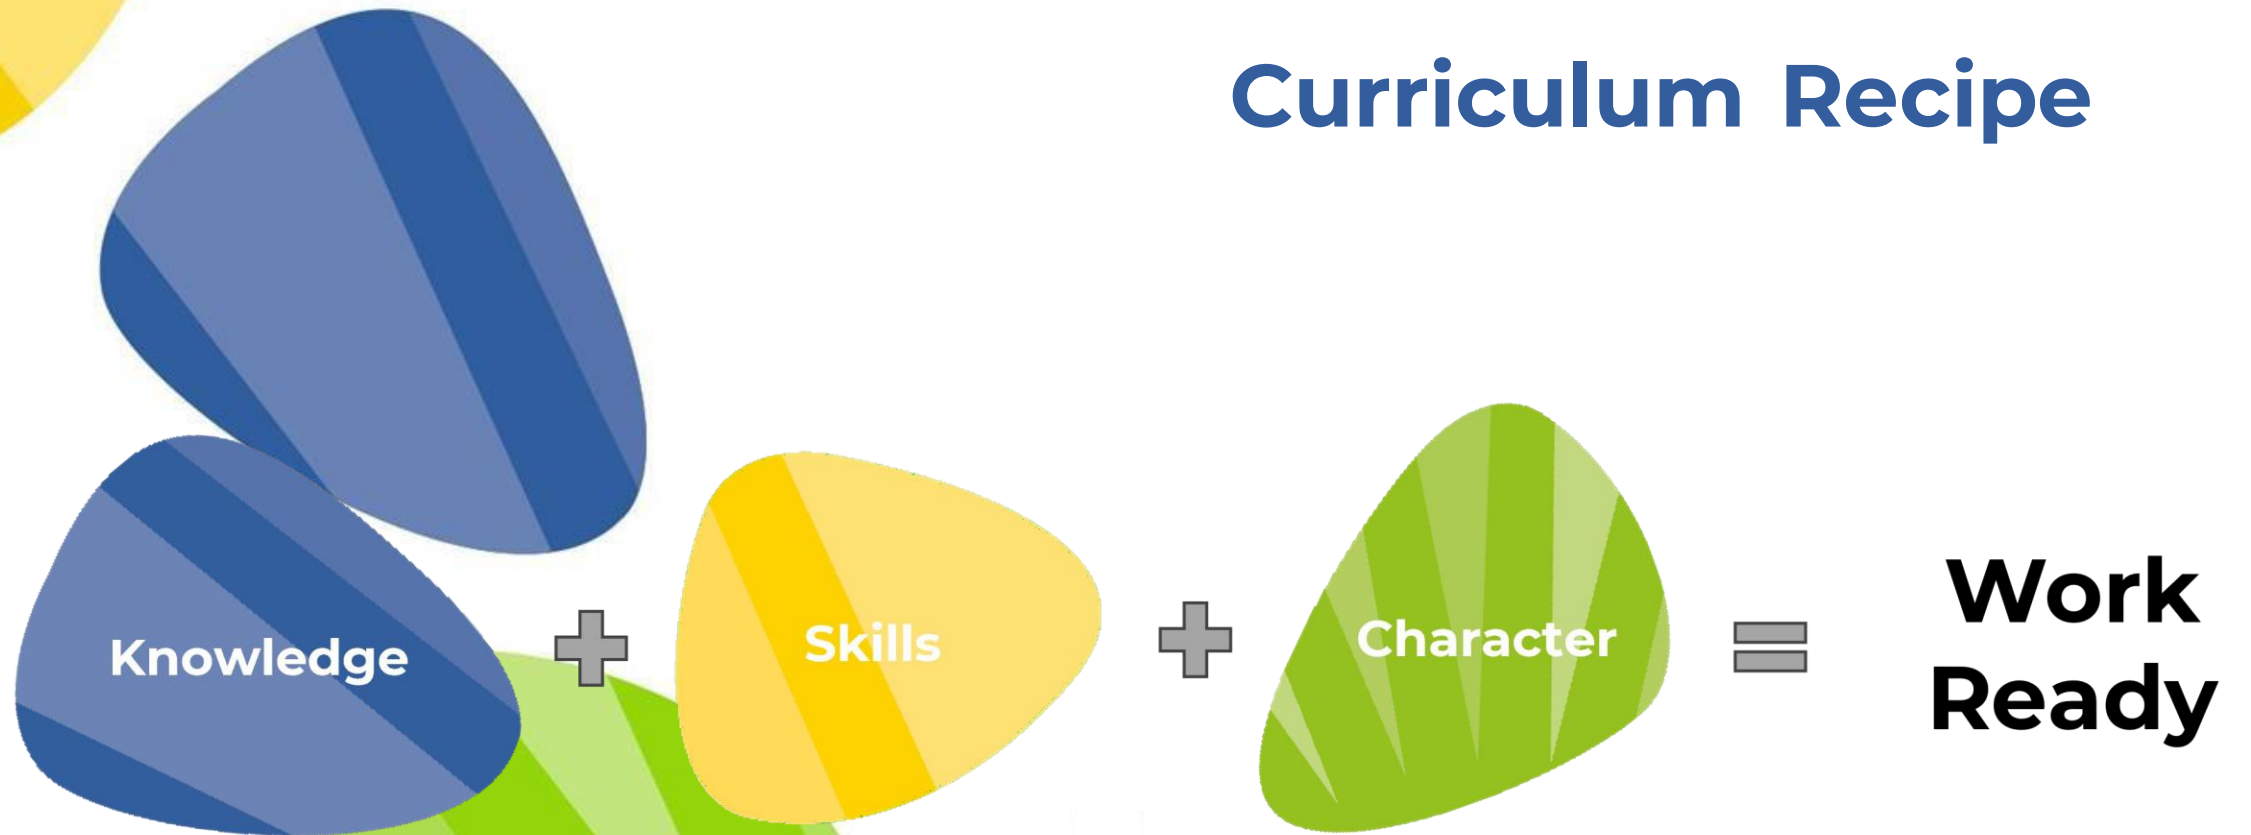 Curriculum Recipe
Knowledge
Skills
Character
Work
Ready